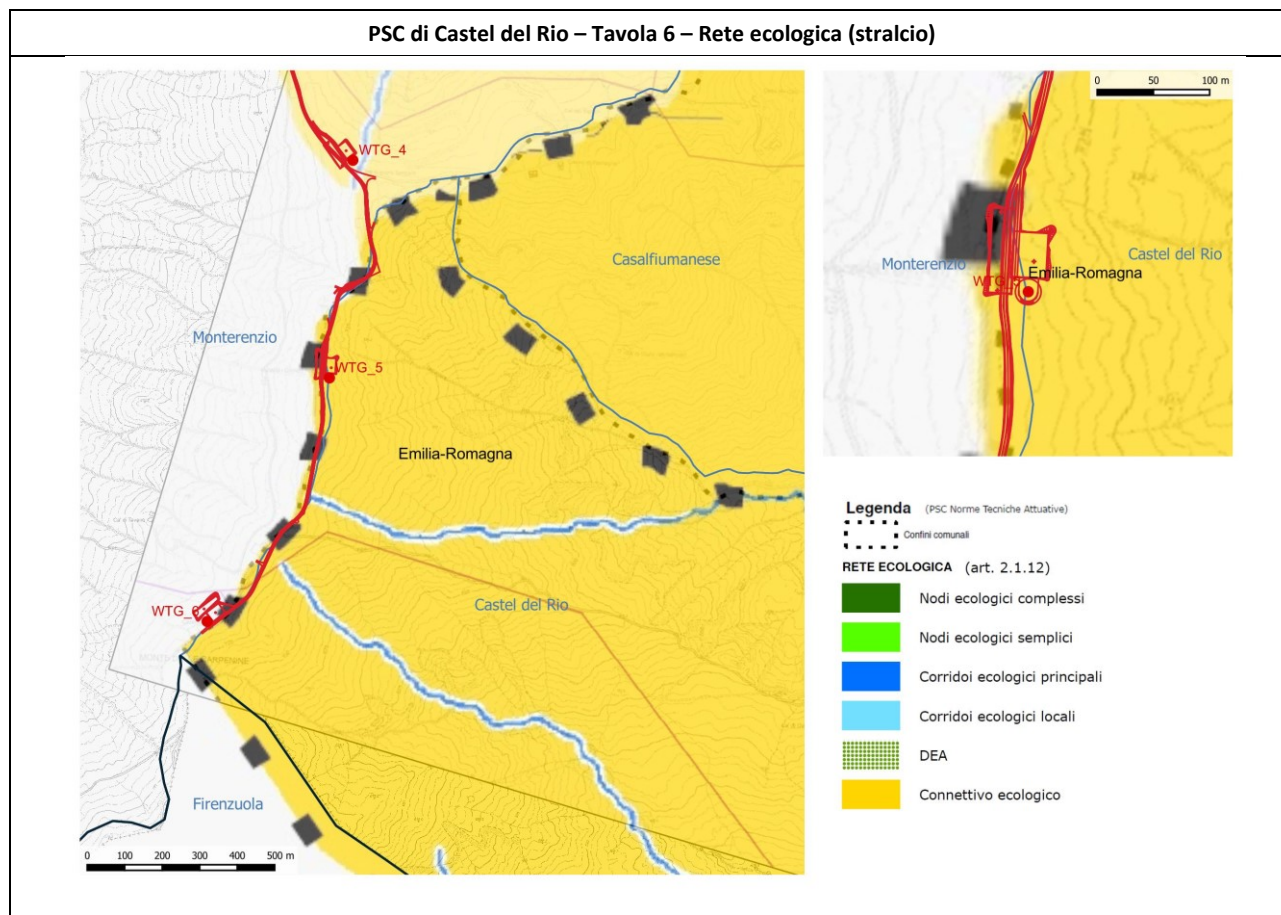 PSC di Castel del Rio – Tavola 6 – Rete ecologica (stralcio)
WTG_4
Casalfiumanese
Monterenzio
WTG_5
Emilia-Romagna
Castel del Rio
WTG_6
Firenzuola
0 100 200 300 400 500 m
0 50 100 m
Monterenzio
Castel del Rio
Emilia-Romagna
Legenda (PSC Norme Tecniche Attuative)
Confini comunali
RETE ECOLOGICA (art. 2.1.12)
Nodi ecologici complessi
Nodi ecologici semplici
Corridoi ecologici principali
Corridoi ecologici locali
DEA
Connettivo ecologico